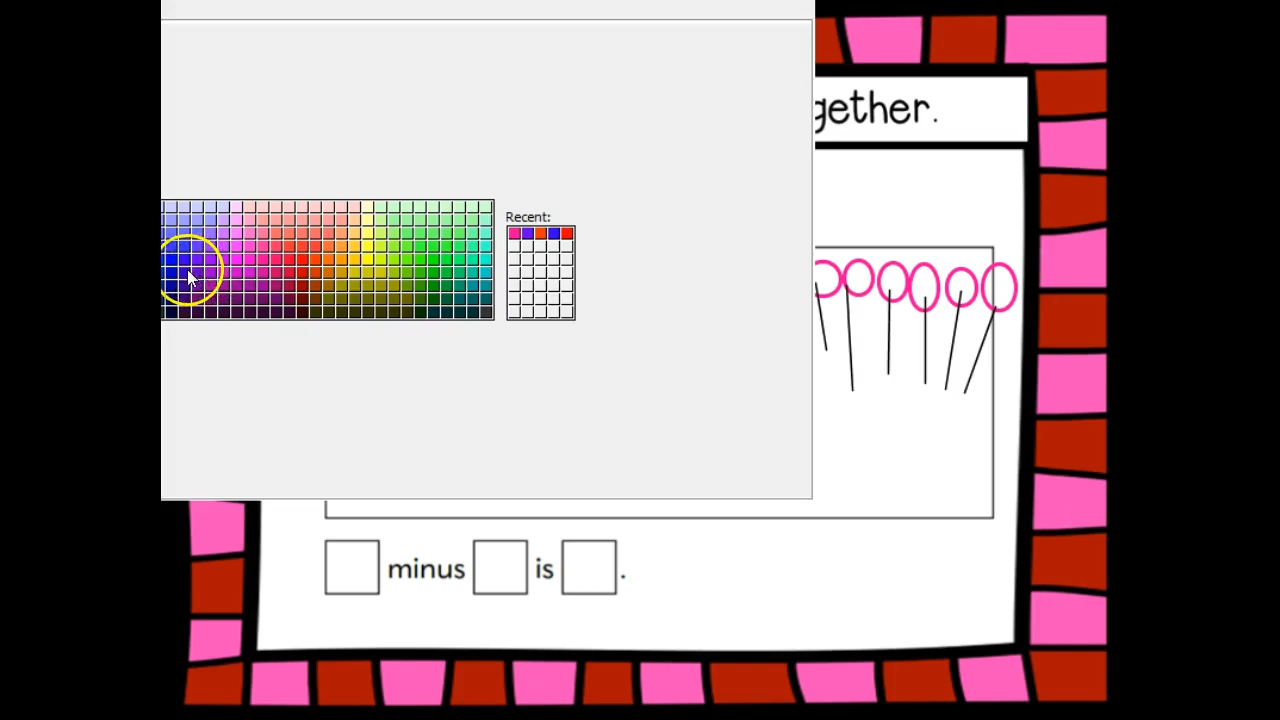 gether.
Recent:
minus is .